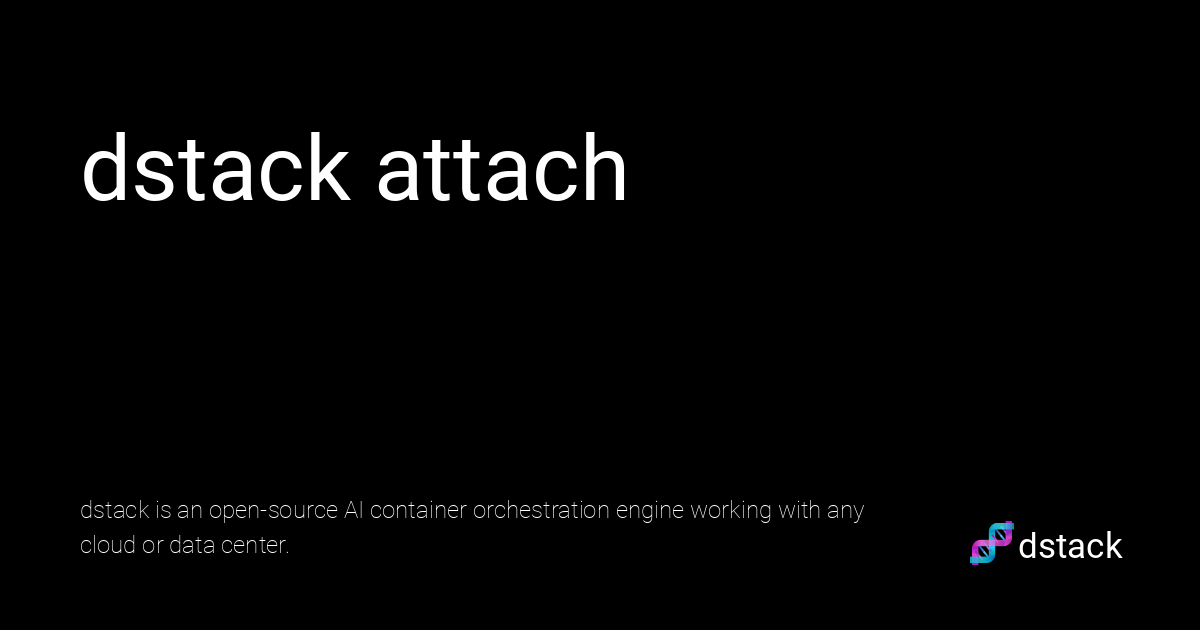 dstack attach
dstack is an open-source AI container orchestration engine working with any
cloud or data center.
dstack